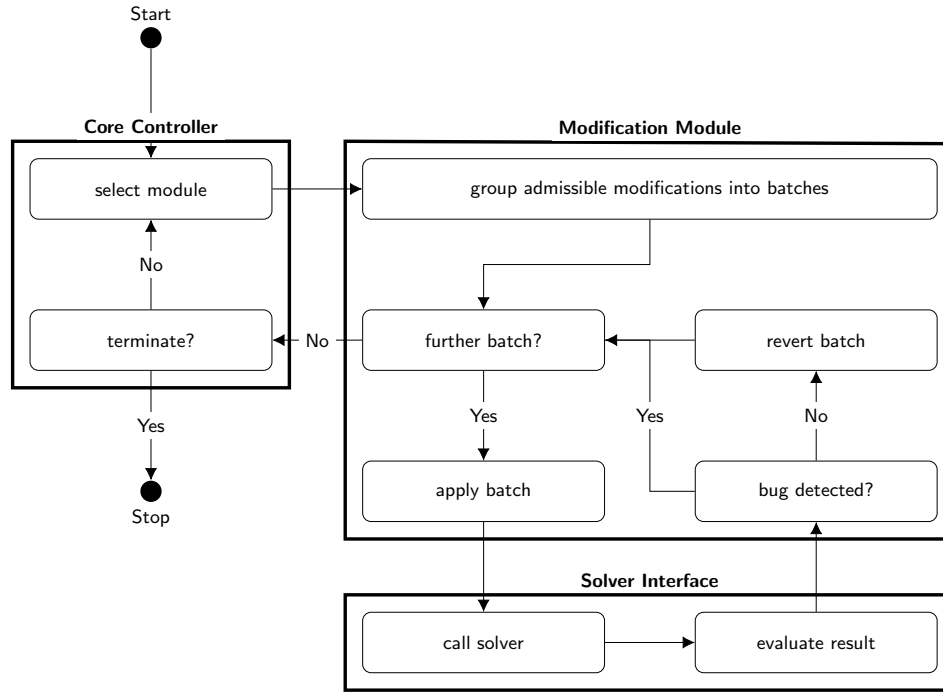 Start
Core Controller
Modification Module
select module
group admissible modifications into batches
No
terminate?
No
further batch?
revert batch
Yes
Yes
Yes
No
apply batch
bug detected?
Stop
Solver Interface
call solver
evaluate result